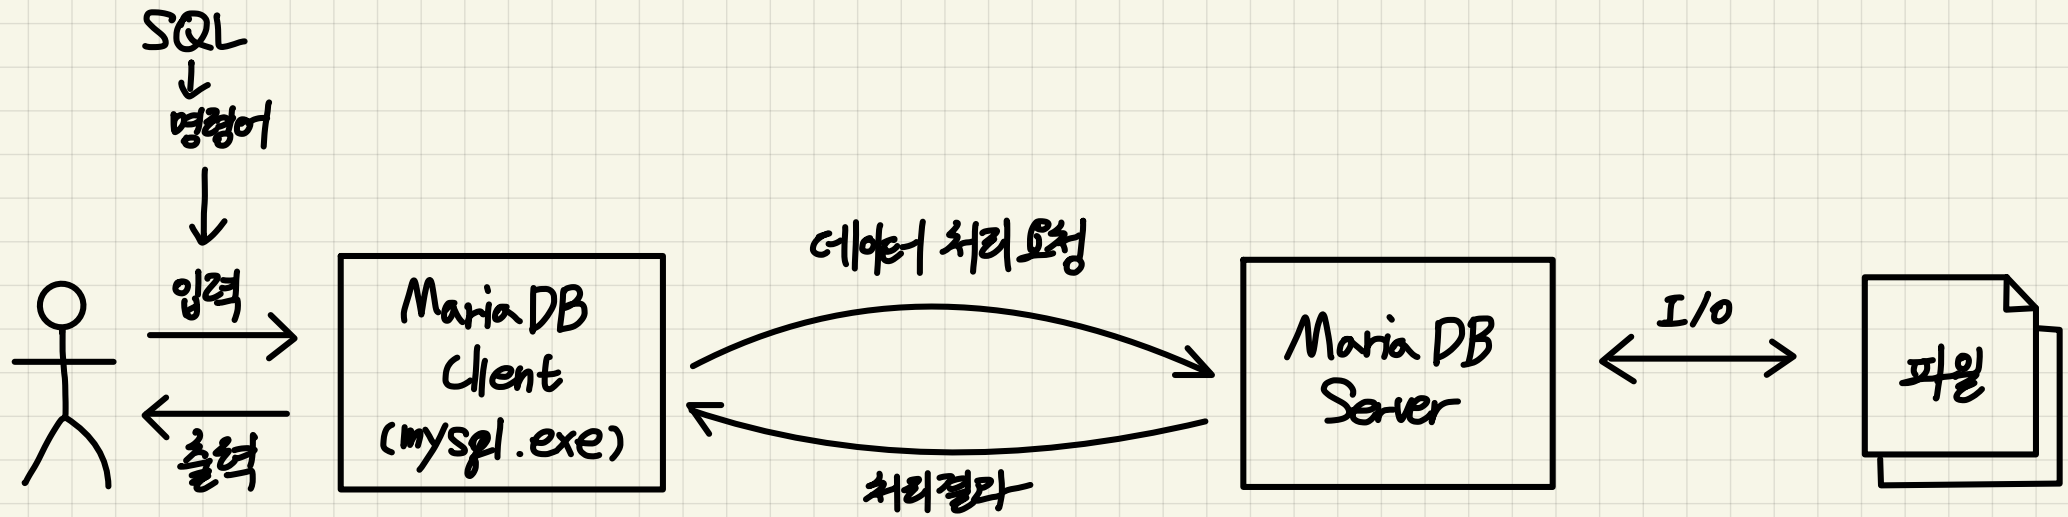 SQL
명령어
입력
출력
MariaDB
Client
(mysql.exe)
데이터 처리 요청
처리결과
MariaDB
Server
I/O
파일